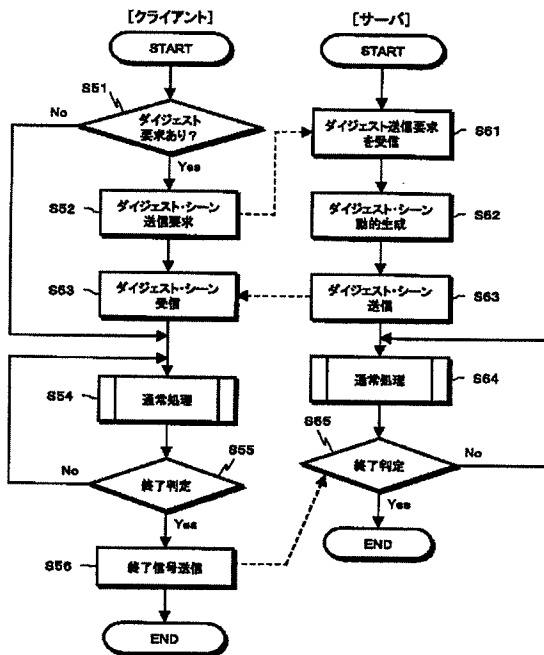 [クライアント]
START
S51
No
ダイジェスト
要求あり?
Yes
S52
ダイジェスト・シーン
送信要求
S53
ダイジェスト・シーン
受信
S54
通常処理
S55
No
終了判定
Yes
S56
終了信号送信
END
[サーバ]
START
ダイジェスト送信要求
を受信
S61
ダイジェスト・シーン
動的生成
S62
ダイジェスト・シーン
送信
S63
通常処理
S64
S65
No
終了判定
Yes
END